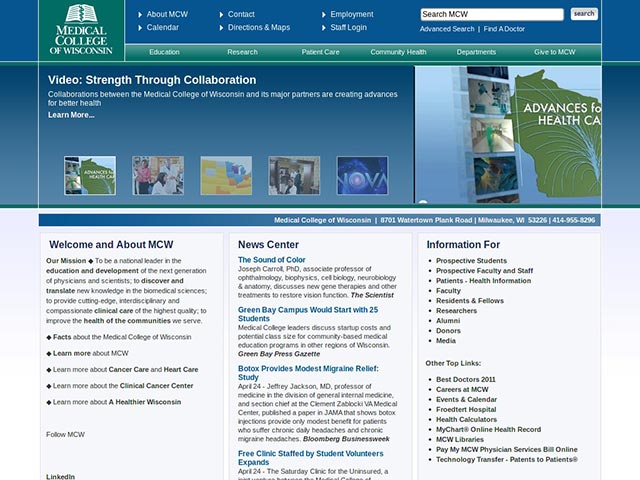 MEDICAL
COLLEGE
OF WISCONSIN
About MCW
Contact
Employment
Calendar
Directions & Maps
Staff Login
Search MCW
search
Advanced Search | Find A Doctor
Education
Research
Patient Care
Community Health
Departments
Give to MCW
Video: Strength Through Collaboration
Collaborations between the Medical College of Wisconsin and its major partners are creating advances
for better health
Learn More...
ADVANCES
HEALTH CA
ADVANCES fo
HEALTH CAR
NOVA
Medical College of Wisconsin | 8701 Watertown Plank Road | Milwaukee, WI 53226 | 414-955-8296
Welcome and About MCW
Our Mission ◆ To be a national leader in the
education and development of the next generation
of physicians and scientists; to discover and
translate new knowledge in the biomedical sciences;
to provide cutting-edge, interdisciplinary and
compassionate clinical care of the highest quality; to
improve the health of the communities we serve.
◆ Facts about the Medical College of Wisconsin
◆ Learn more about MCW
◆ Learn more about Cancer Care and Heart Care
◆ Learn more about the Clinical Cancer Center
◆ Learn more about A Healthier Wisconsin
Follow MCW
LinkedIn
News Center
The Sound of Color
Joseph Carroll, PhD, associate professor of
ophthalmology, biophysics, cell biology, neurobiology
& anatomy, discusses new gene therapies and other
treatments to restore vision function. The Scientist
Green Bay Campus Would Start with 25
Students
Medical College leaders discuss startup costs and
potential class size for community-based medical
education programs in other regions of Wisconsin.
Green Bay Press Gazette
Botox Provides Modest Migraine Relief:
Study
April 24 - Jeffrey Jackson, MD, professor of
medicine in the division of general internal medicine,
and section chief at the Clement Zablocki VA Medical
Center, published a paper in JAMA that shows botox
injections provide only modest benefit for patients
who suffer chronic daily headaches and chronic
migraine headaches. Bloomberg Businessweek
Free Clinic Staffed by Student Volunteers
Expands
April 24 - The Saturday Clinic for the Uninsured, a
joint venture between the Medical College of
Information For
• Prospective Students
• Prospective Faculty and Staff
• Patients - Health Information
• Faculty
• Residents & Fellows
• Researchers
• Alumni
• Donors
• Media
Other Top Links:
• Best Doctors 2011
• Careers at MCW
• Events & Calendar
• Froedtert Hospital
• Health Calculators
• MyChart® Online Health Record
• MCW Libraries
• Pay My MCW Physician Services Bill Online
• Technology Transfer - Patents to Patients®